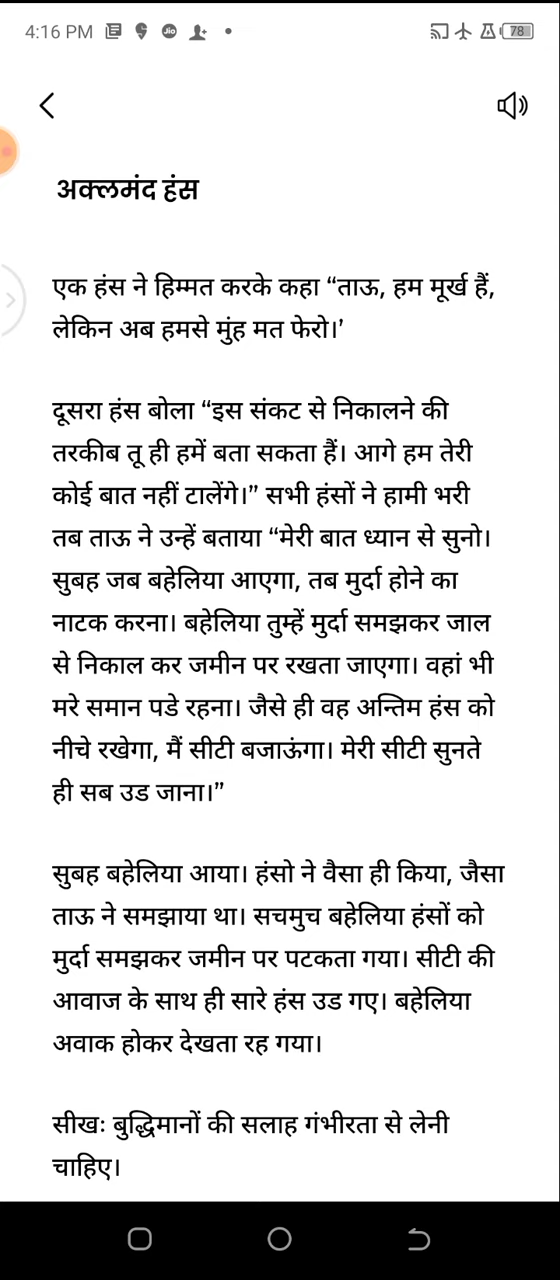 4:16 PM
Jio
78
अक्लमंद हंस
एक हंस ने हिम्मत करके कहा “ताऊ, हम मूर्ख हैं,
लेकिन अब हमसे मुंह मत फेरो।’
दूसरा हंस बोला “इस संकट से निकालने की
तरकीब तू ही हमें बता सकता हैं। आगे हम तेरी
कोई बात नहीं टालेंगे।” सभी हंसों ने हामी भरी
तब ताऊ ने उन्हें बताया “मेरी बात ध्यान से सुनो।
सुबह जब बहेलिया आएगा, तब मुर्दा होने का
नाटक करना। बहेलिया तुम्हें मुर्दा समझकर जाल
से निकाल कर जमीन पर रखता जाएगा। वहां भी
मरे समान पडे रहना। जैसे ही वह अन्तिम हंस को
नीचे रखेगा, मैं सीटी बजाऊंगा। मेरी सीटी सुनते
ही सब उड जाना।”
सुबह बहेलिया आया। हंसो ने वैसा ही किया, जैसा
ताऊ ने समझाया था। सचमुच बहेलिया हंसों को
मुर्दा समझकर जमीन पर पटकता गया। सीटी की
आवाज के साथ ही सारे हंस उड गए। बहेलिया
अवाक होकर देखता रह गया।
सीखः बुद्धिमानों की सलाह गंभीरता से लेनी
चाहिए।